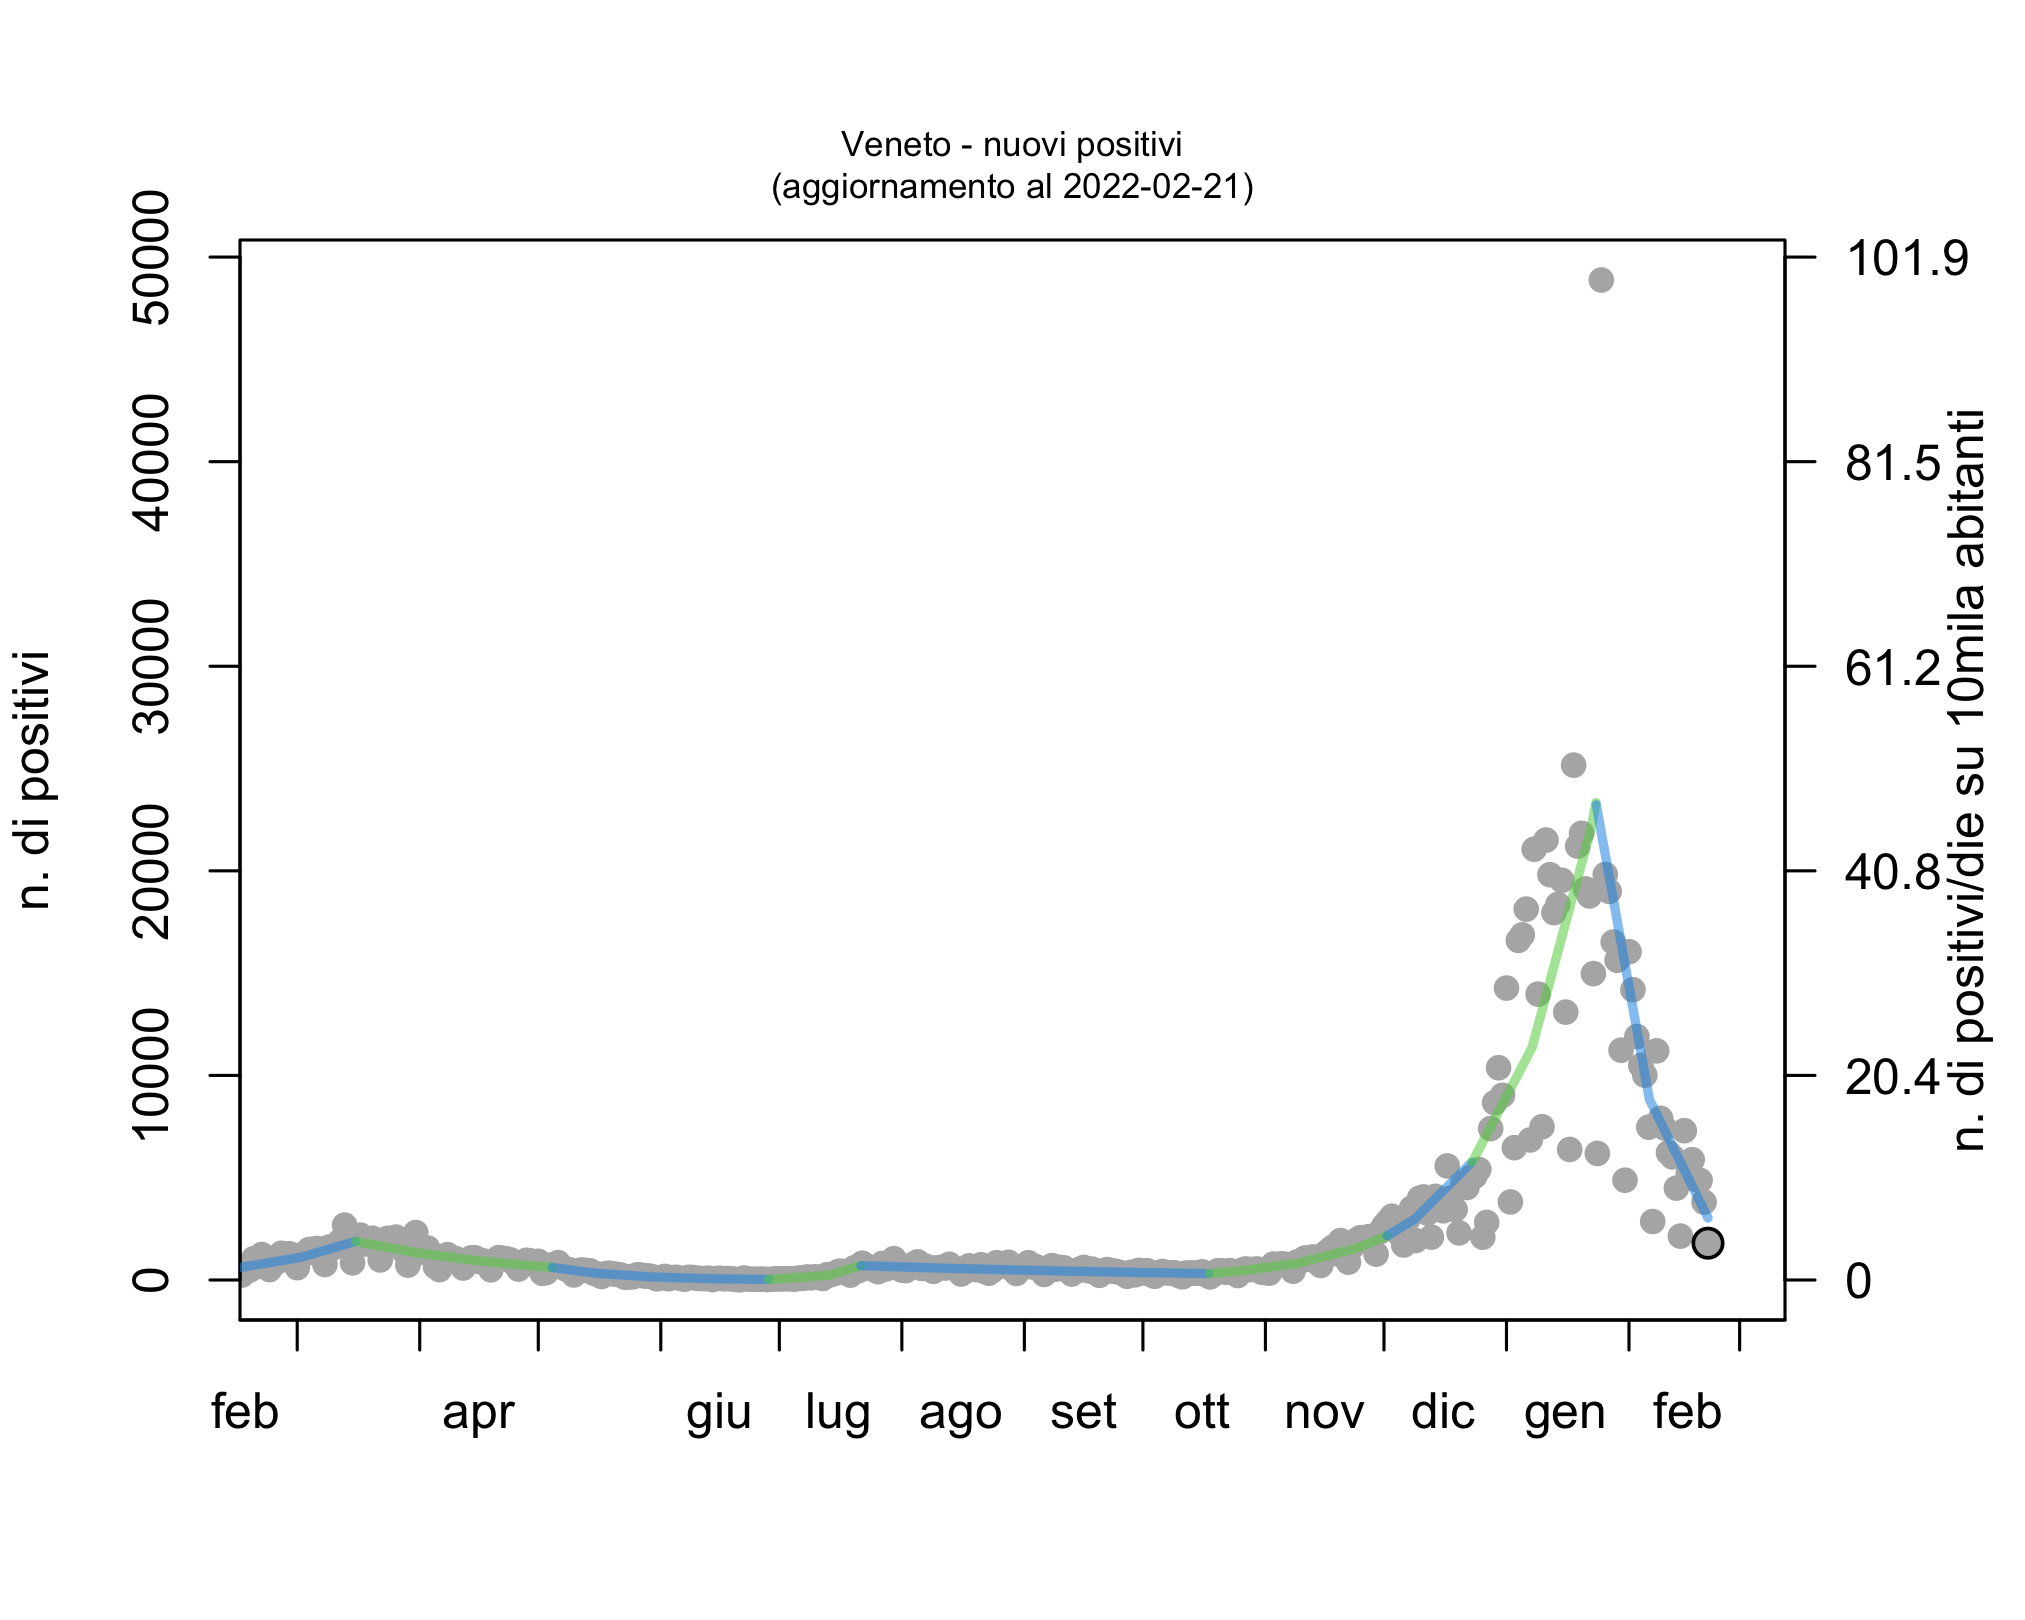 Veneto - nuovi positivi
(aggiornamento al 2022-02-21)
n. di positivi
50000
40000
30000
20000
10000
0
101.9
81.5
61.2
40.8
20.4
0
n. di positivi/die su 10mila abitanti
feb apr giu lug ago set ott nov dic gen feb